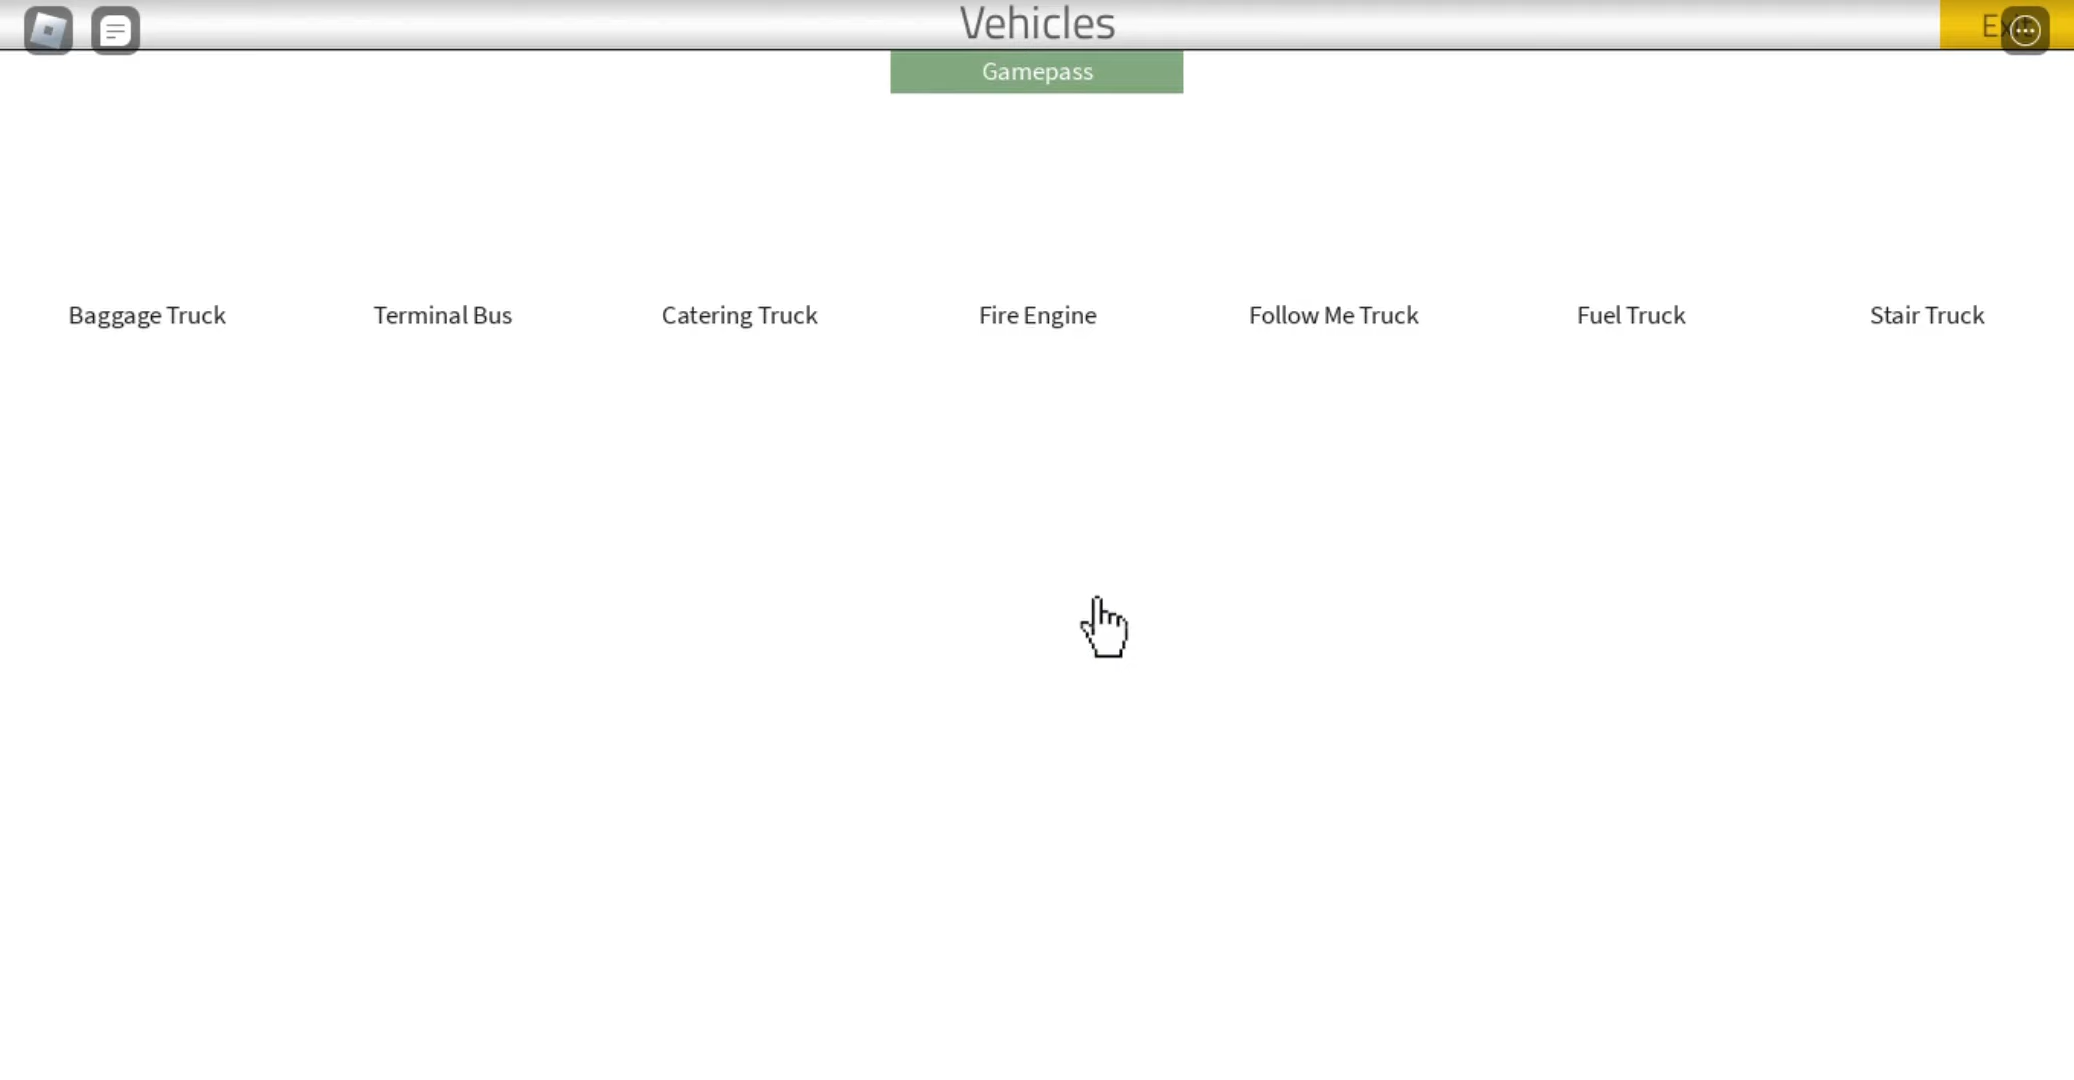 Vehicles
Gamepass
Baggage Truck
Terminal Bus
Catering Truck
Fire Engine
Follow Me Truck
Fuel Truck
Stair Truck